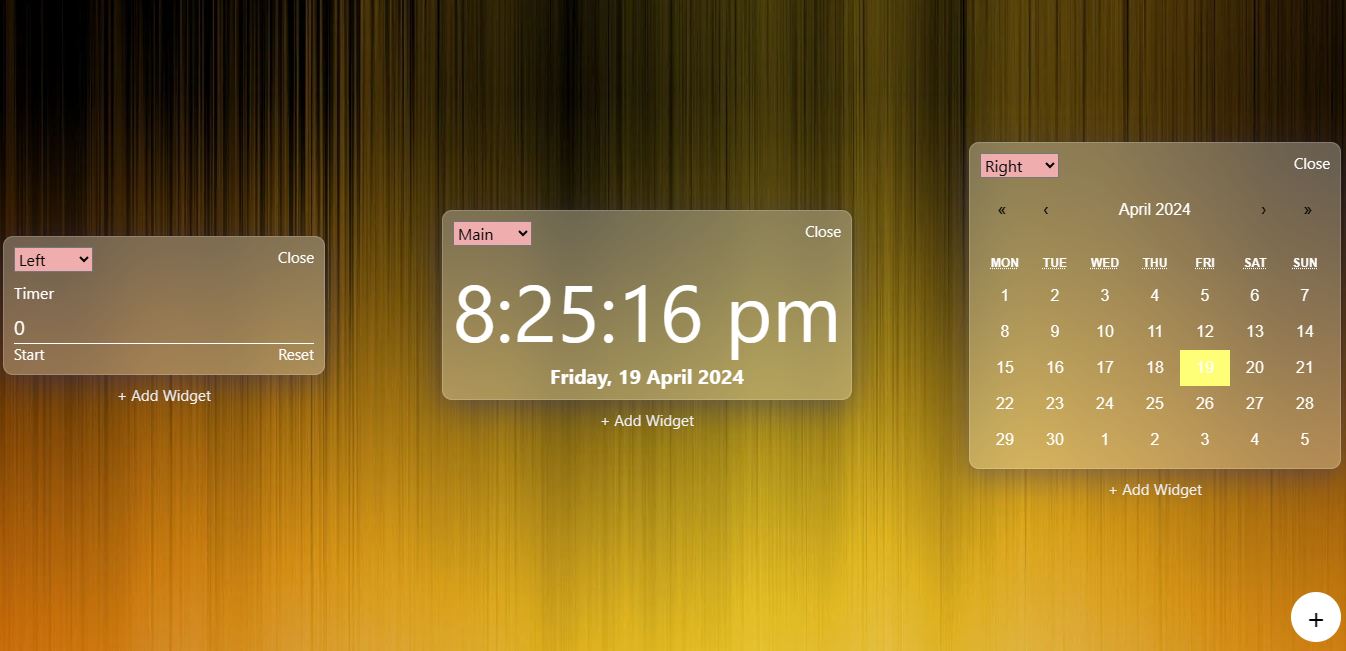 Left
Close
Timer
0
Start Reset
+ Add Widget
Main
Close
8:25:16 pm
Friday, 19 April 2024
+ Add Widget
Right
Close
« ‹ April 2024 › »
MON TUE WED THU FRI SAT SUN
1 2 3 4 5 6 7
8 9 10 11 12 13 14
15 16 17 18 19 20 21
22 23 24 25 26 27 28
29 30 1 2 3 4 5
+ Add Widget
+